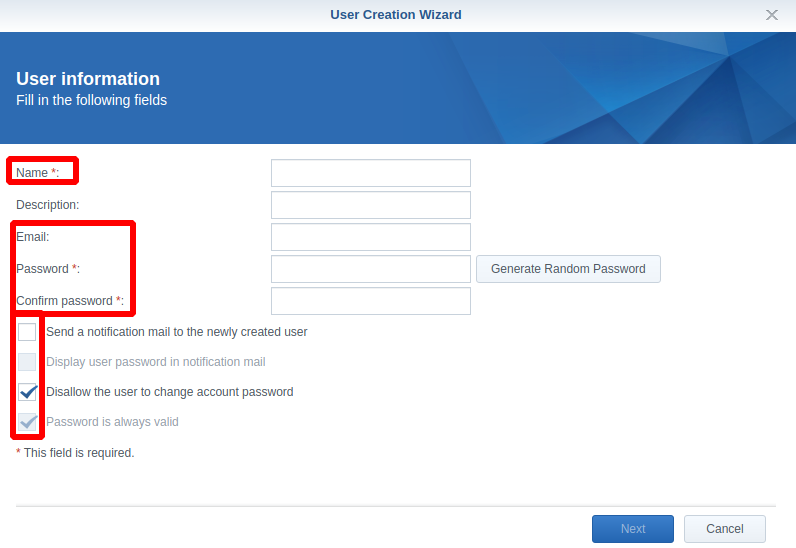 User Creation Wizard
User information
Fill in the following fields
Name *:
Description:
Email:
Password *:
Generate Random Password
Confirm password *:
Send a notification mail to the newly created user
Display user password in notification mail
Disallow the user to change account password
Password is always valid
* This field is required.
Next
Cancel